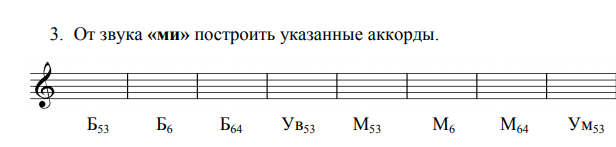 3. От звука «ми» построить указанные аккорды.
Б53 Б6 Б64 Ув53 М53 М6 М64 Ум53